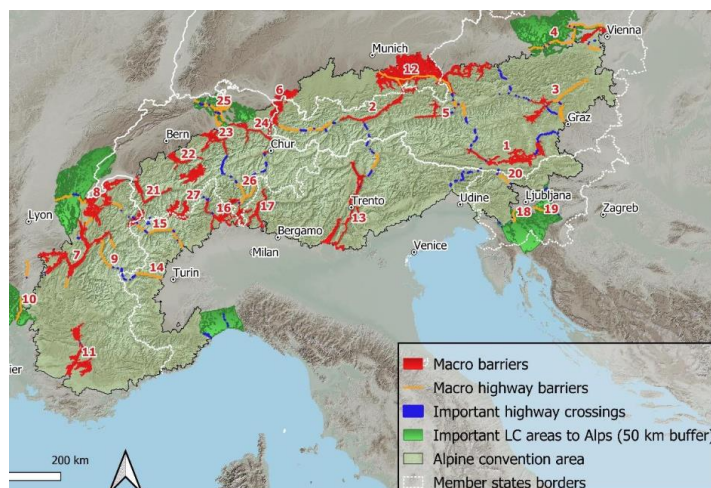 Munich
Vienna
4
12
6
25
2
5
3
Graz
24
23
Bern
Chur
1
22
20
21
8
27
26
Trento
Udine
Ljubljana
Lyon
16
17
13
18
19
Zagreb
15
Bergamo
Milan
Venice
7
9
14
Turin
10
11
ier
Macro barriers
Macro highway barriers
Important highway crossings
Important LC areas to Alps (50 km buffer)
Alpine convention area
Member states borders
200 km